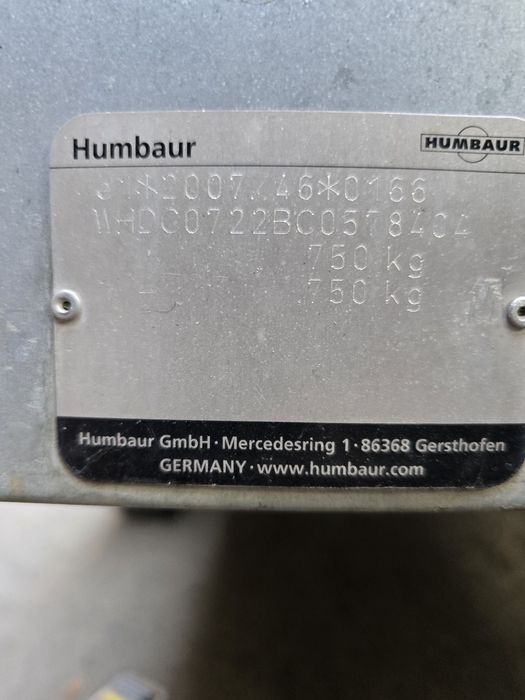 Humbaur
HUMBAUR
e1*2007/46*0166
WHDC0722BC0578404
750 kg
750 kg
Humbaur GmbH · Mercedesring 1 · 86368 Gersthofen
GERMANY · www.humbaur.com